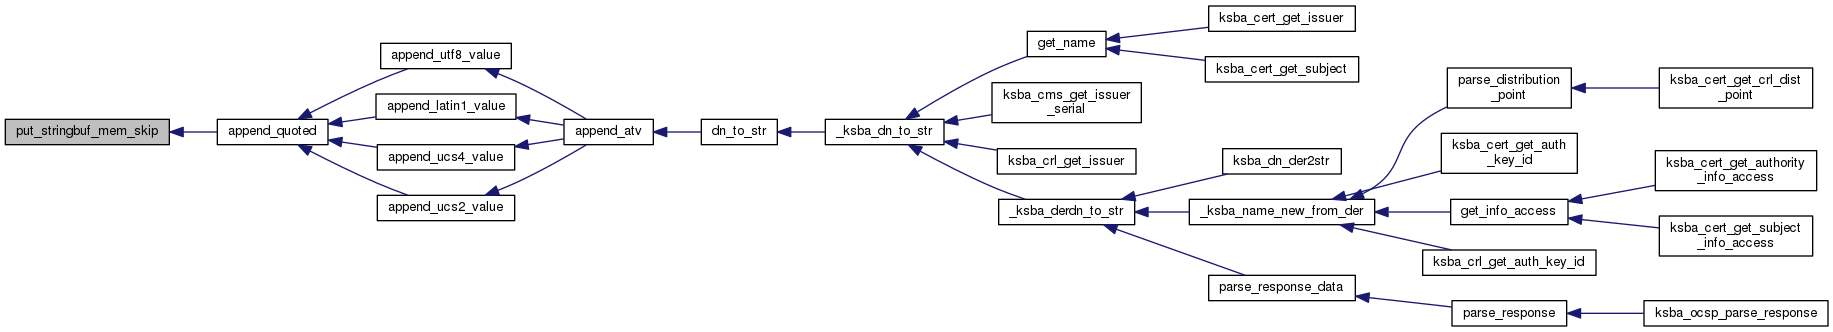 put_stringbuf_mem_skip
append_quoted
append_utf8_value
append_latin1_value
append_ucs4_value
append_ucs2_value
append_atv
dn_to_str
_ksba_dn_to_str
get_name
ksba_cert_get_issuer
ksba_cert_get_subject
ksba_cms_get_issuer
_serial
ksba_crl_get_issuer
_ksba_derdn_to_str
ksba_dn_der2str
_ksba_name_new_from_der
parse_distribution
_point
ksba_cert_get_crl_dist
_point
ksba_cert_get_auth
_key_id
get_info_access
ksba_cert_get_authority
_info_access
ksba_cert_get_subject
_info_access
ksba_crl_get_auth_key_id
parse_response_data
parse_response
ksba_ocsp_parse_response